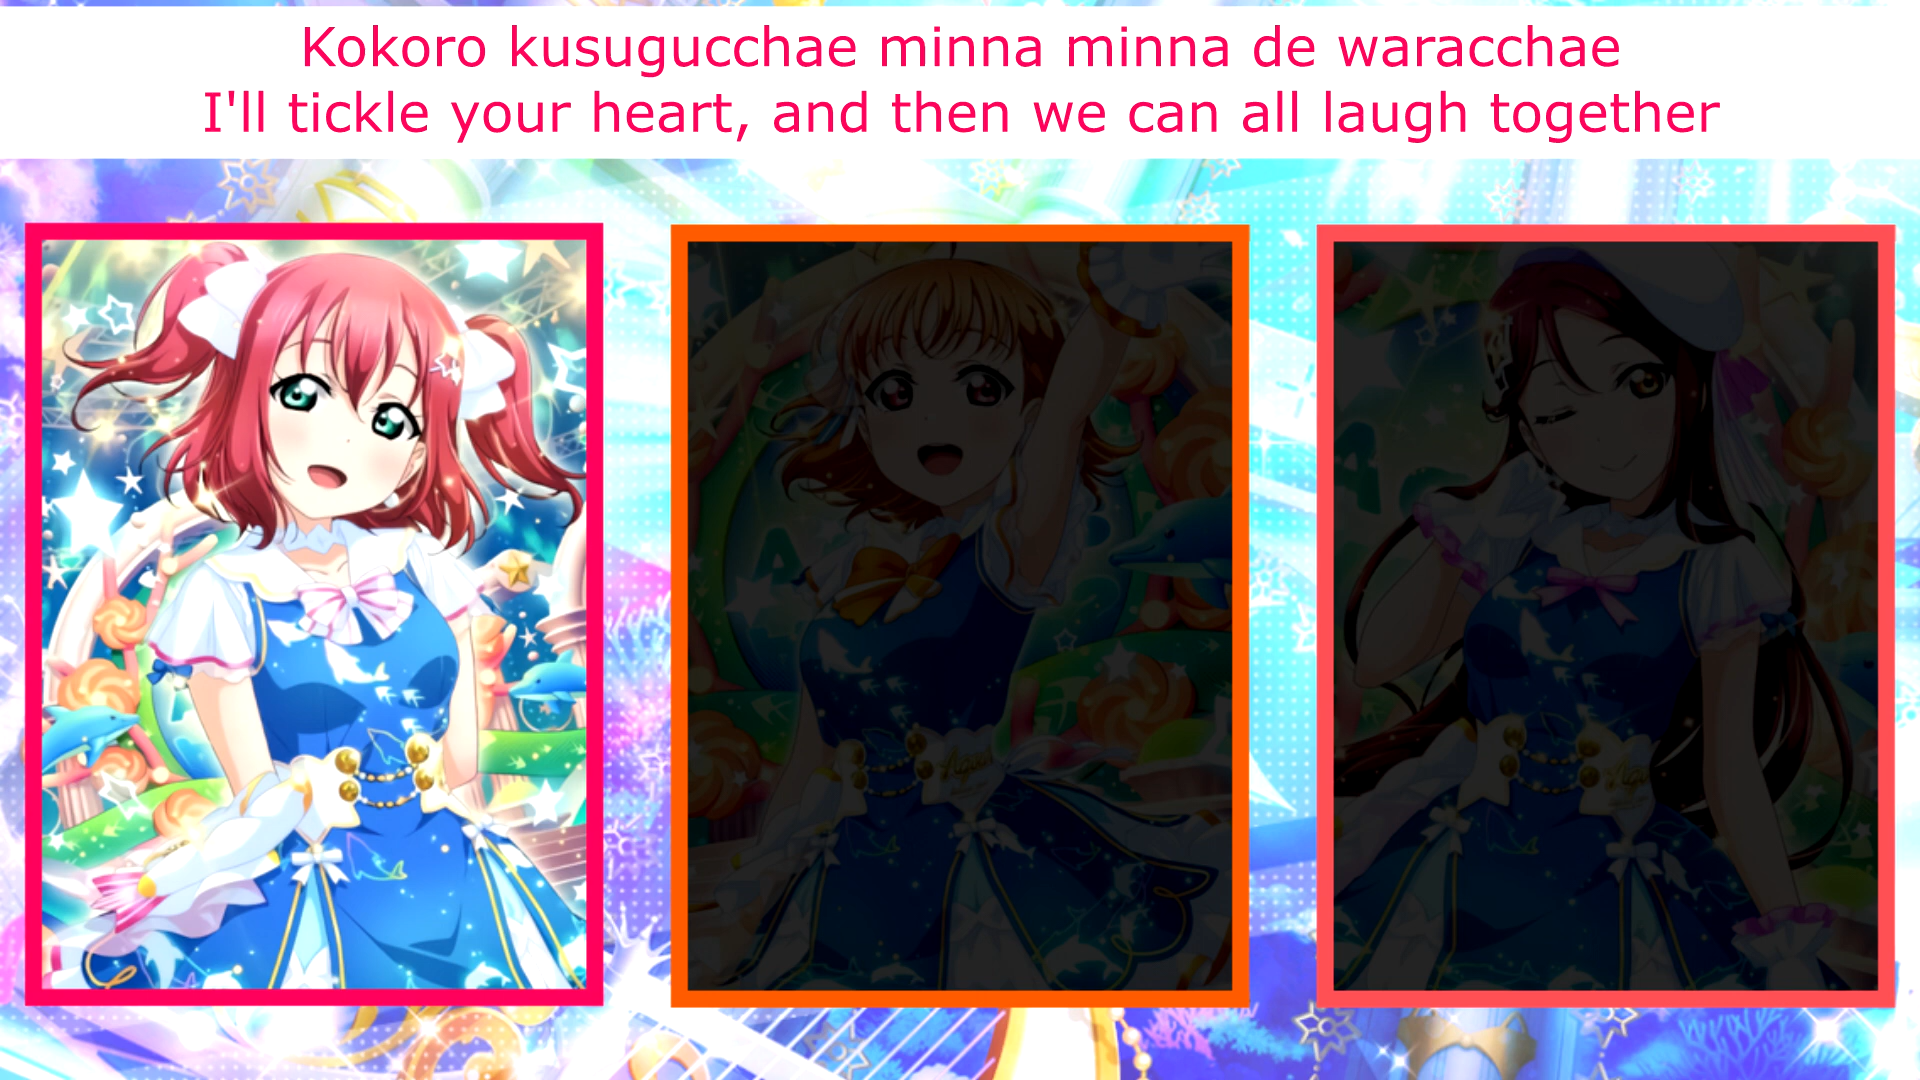 Kokoro kusugucchae minna minna de waracchae
I'll tickle your heart, and then we can all laugh together